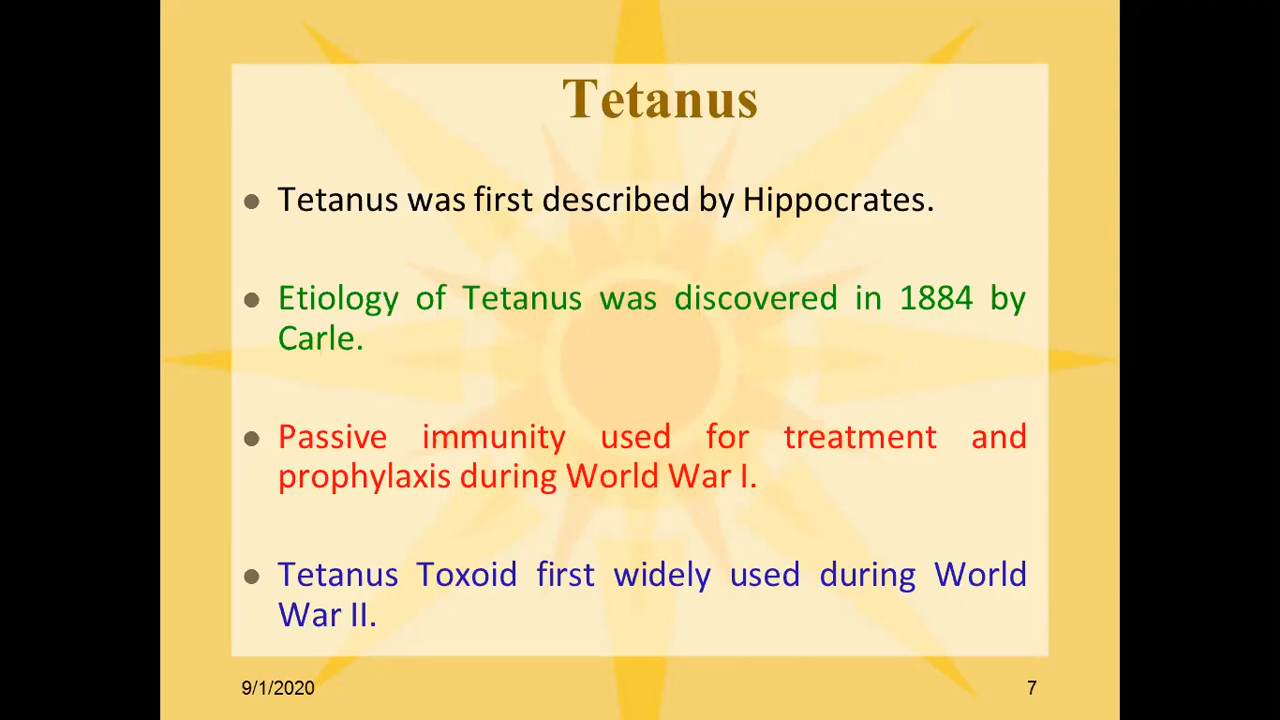 Tetanus
● Tetanus was first described by Hippocrates.
● Etiology of Tetanus was discovered in 1884 by
Carle.
● Passive immunity used for treatment and
prophylaxis during World War I.
● Tetanus Toxoid first widely used during World
War II.
9/1/2020
7